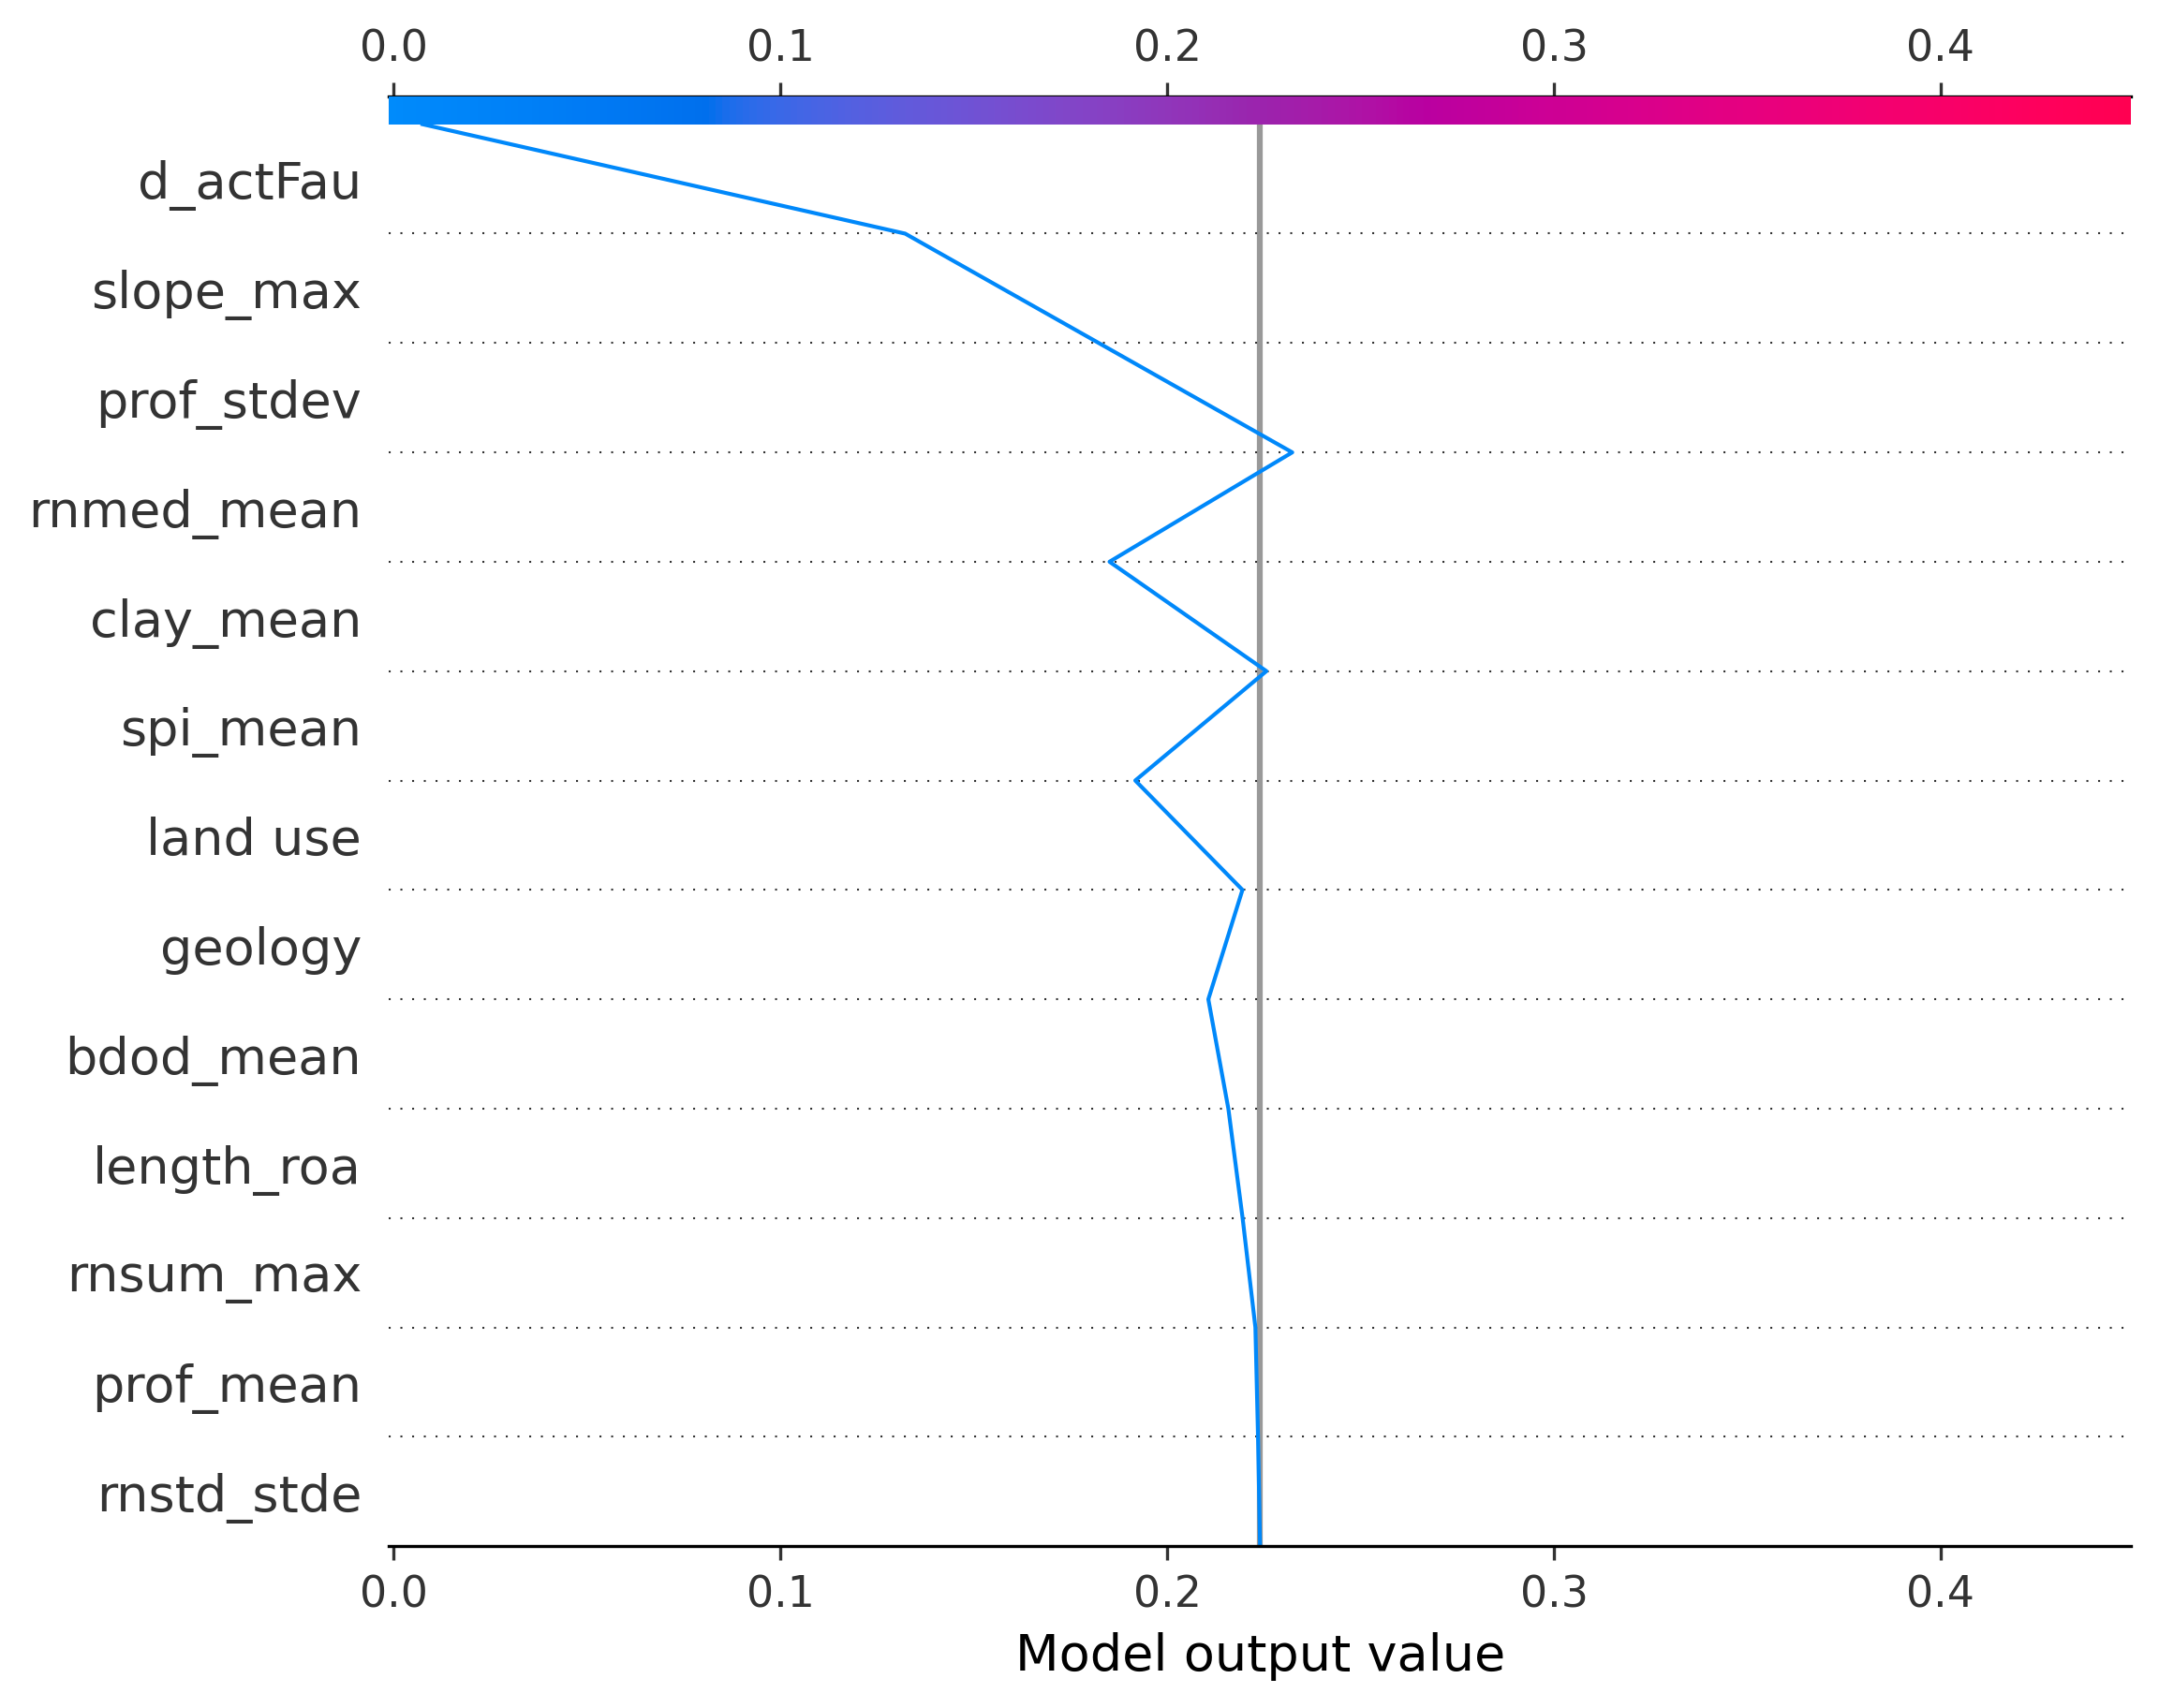 0.0 0.1 0.2 0.3 0.4
d_actFau
slope_max
prof_stdev
rnmed_mean
clay_mean
spi_mean
land use
geology
bdod_mean
length_roa
rnsum_max
prof_mean
rnstd_stde
0.0 0.1 0.2 0.3 0.4
Model output value